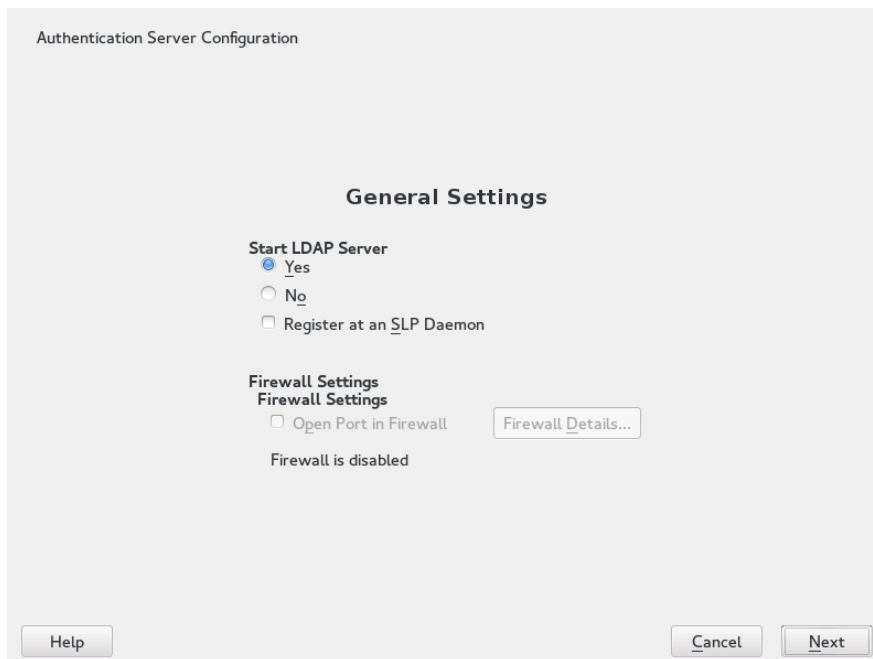 Authentication Server Configuration
General Settings
Start LDAP Server
Yes
No
Register at an SLP Daemon
Firewall Settings
Firewall Settings
Open Port in Firewall
Firewall Details...
Firewall is disabled
Help
Cancel
Next